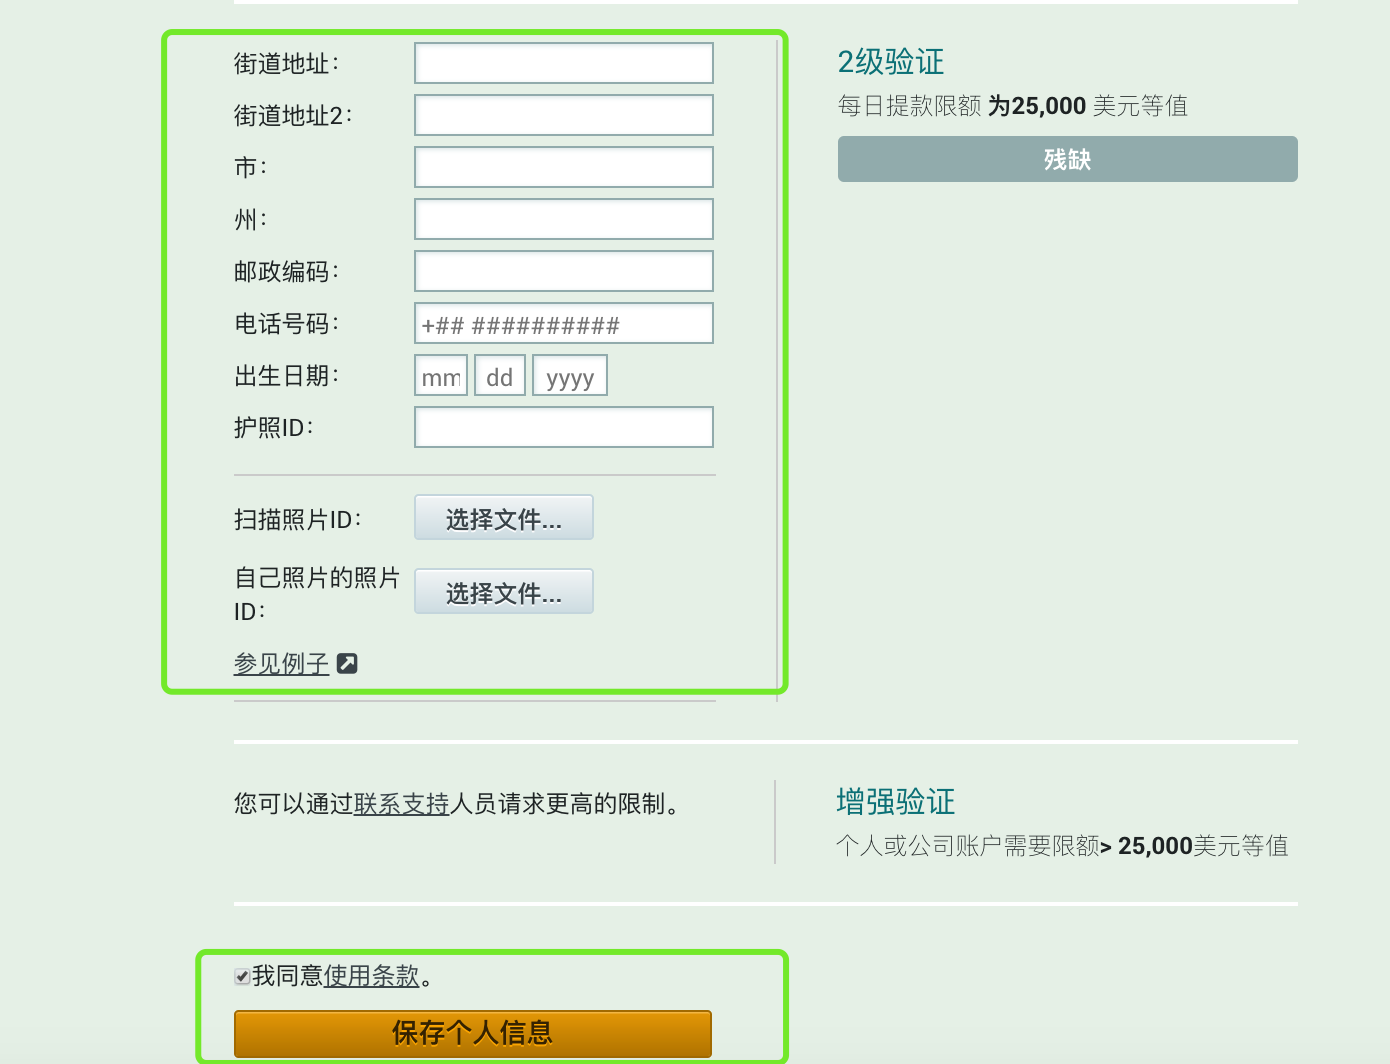 街道地址：
街道地址2：
市：
州：
邮政编码：
电话号码：
+## ##########
出生日期：
mm dd yyyy
护照ID：
扫描照片ID：
选择文件...
自己照片的照片
ID：
选择文件...
参见例子
2级验证
每日提款限额 为25,000 美元等值
残缺
您可以通过联系支持人员请求更高的限制。
增强验证
个人或公司账户需要限额> 25,000美元等值
我同意使用条款。
保存个人信息